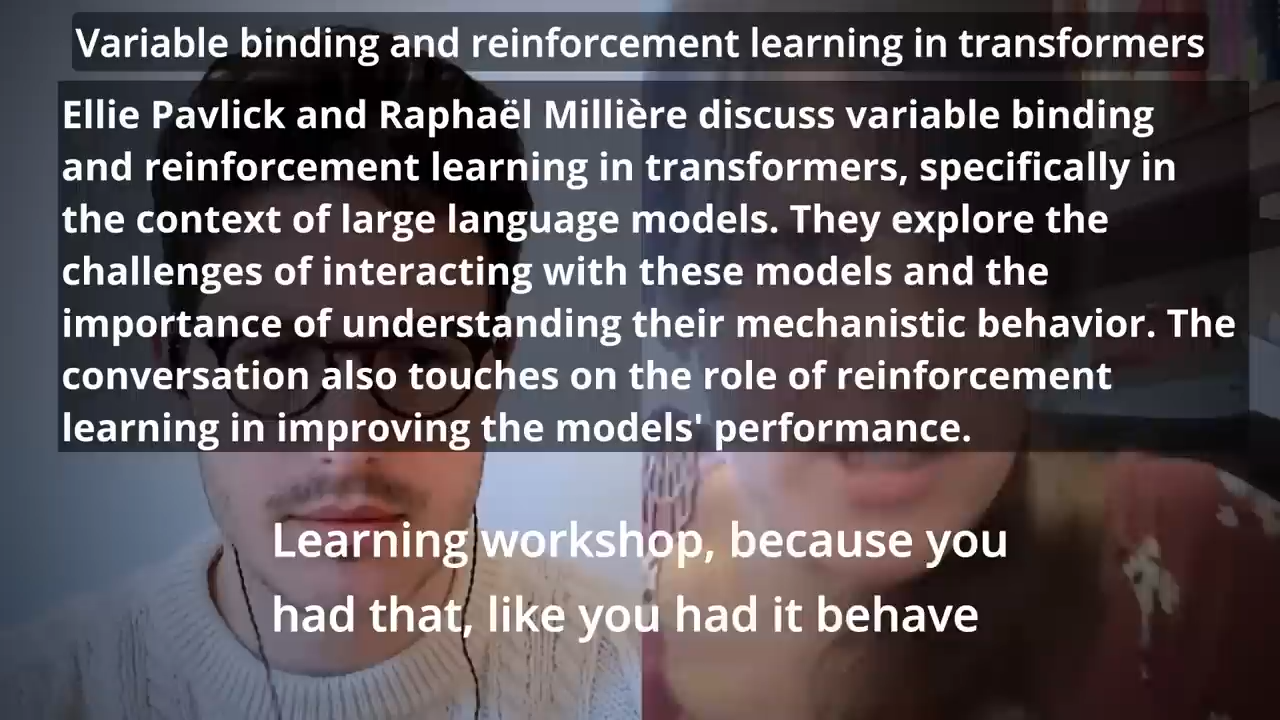 Variable binding and reinforcement learning in transformers
Ellie Pavlick and Raphaël Millière discuss variable binding
and reinforcement learning in transformers, specifically in
the context of large language models. They explore the
challenges of interacting with these models and the
importance of understanding their mechanistic behavior. The
conversation also touches on the role of reinforcement
learning in improving the models' performance.
Learning workshop, because you
had that, like you had it behave